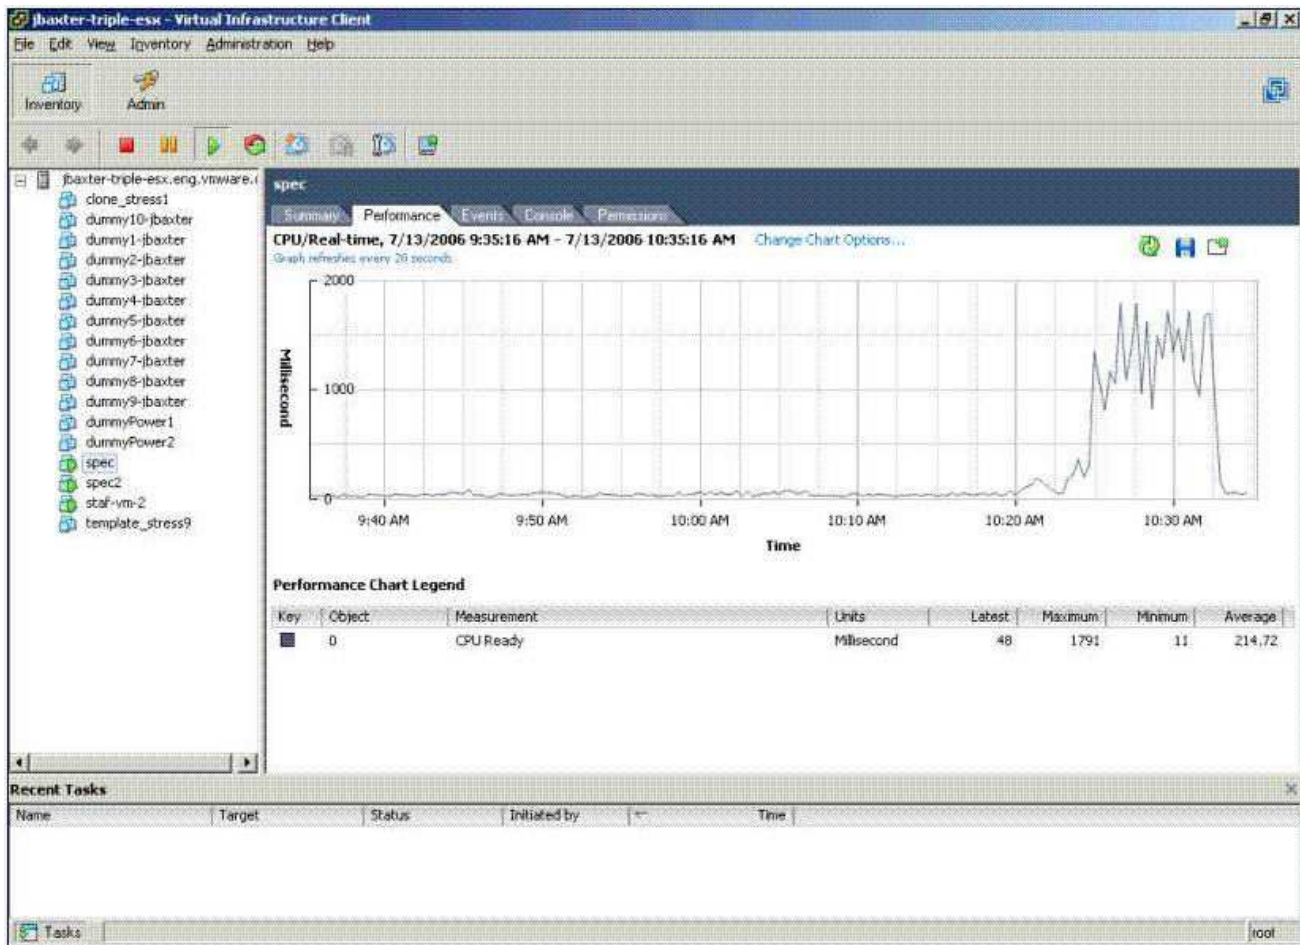 jbaxter-triple-esx - Virtual Infrastructure Client
File Edit View Inventory Administration Help
Inventory Admin
jbaxter-triple-esx.eng.vmware.c
clone_stress1
dummy10-jbaxter
dummy1-jbaxter
dummy2-jbaxter
dummy3-jbaxter
dummy4-jbaxter
dummy5-jbaxter
dummy6-jbaxter
dummy7-jbaxter
dummy8-jbaxter
dummy9-jbaxter
dummyPower1
dummyPower2
spec
spec2
staf-vm-2
template_stress9
spec
Summary Performance Events Console Permissions
CPU/Real-time, 7/13/2006 9:35:16 AM - 7/13/2006 10:35:16 AM Change Chart Options...
Graph refreshes every 20 seconds
2000
1000
0
Millisecond
9:40 AM 9:50 AM 10:00 AM 10:10 AM 10:20 AM 10:30 AM
Time
Performance Chart Legend
Key Object Measurement Units Latest Maximum Minimum Average
0 CPU Ready Millisecond 48 1791 11 214.72
Recent Tasks
Name Target Status Initiated by Time
Tasks root